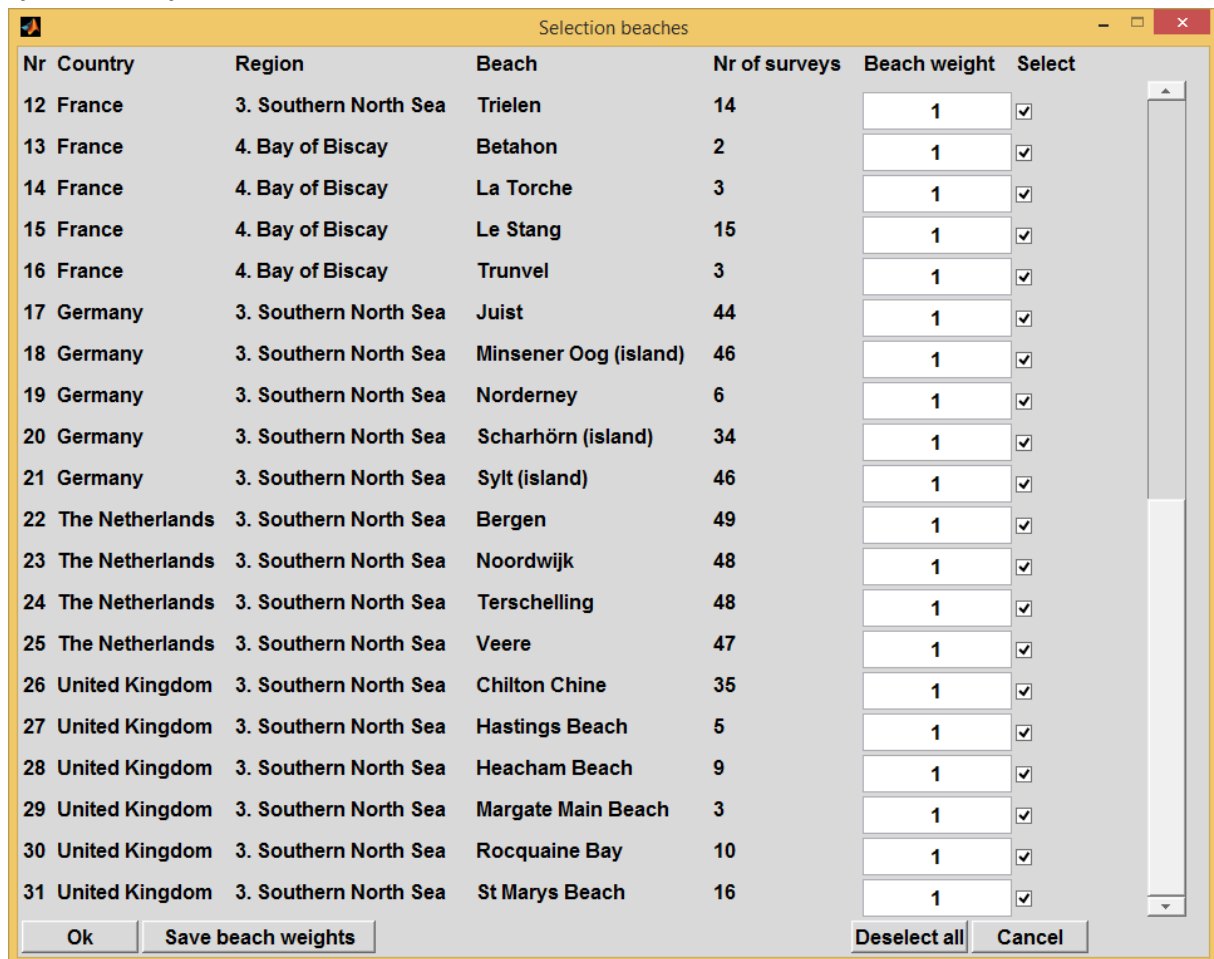 Selection beaches
Nr Country Region Beach Nr of surveys Beach weight Select
12 France 3. Southern North Sea Trielen 14 1
13 France 4. Bay of Biscay Betahon 2 1
14 France 4. Bay of Biscay La Torche 3 1
15 France 4. Bay of Biscay Le Stang 15 1
16 France 4. Bay of Biscay Trunvel 3 1
17 Germany 3. Southern North Sea Juist 44 1
18 Germany 3. Southern North Sea Minsener Oog (island) 46 1
19 Germany 3. Southern North Sea Norderney 6 1
20 Germany 3. Southern North Sea Scharhörn (island) 34 1
21 Germany 3. Southern North Sea Sylt (island) 46 1
22 The Netherlands 3. Southern North Sea Bergen 49 1
23 The Netherlands 3. Southern North Sea Noordwijk 48 1
24 The Netherlands 3. Southern North Sea Terschelling 48 1
25 The Netherlands 3. Southern North Sea Veere 47 1
26 United Kingdom 3. Southern North Sea Chilton Chine 35 1
27 United Kingdom 3. Southern North Sea Hastings Beach 5 1
28 United Kingdom 3. Southern North Sea Heacham Beach 9 1
29 United Kingdom 3. Southern North Sea Margate Main Beach 3 1
30 United Kingdom 3. Southern North Sea Rocquaine Bay 10 1
31 United Kingdom 3. Southern North Sea St Marys Beach 16 1
Ok Save beach weights Deselect all Cancel